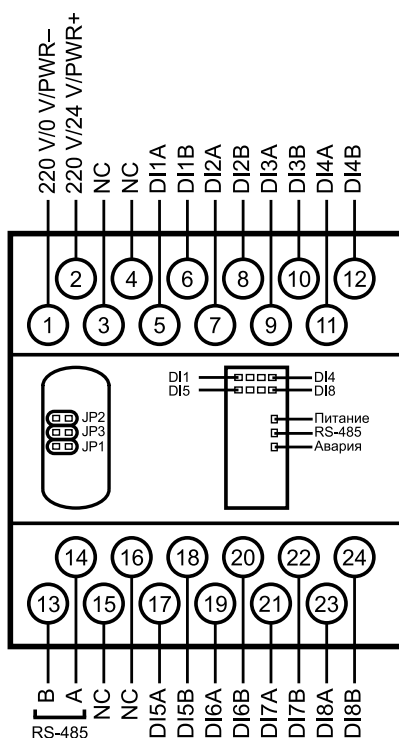 220 V/0 V/PWR–
220 V/24 V/PWR+
NC
NC
DI1A
DI1B
DI2A
DI2B
DI3A
DI3B
DI4A
DI4B
2
4
6
8
10
12
1
3
5
7
9
11
DI1
DI4
DI5
DI8
JP2
JP3
JP1
Питание
RS-485
Авария
14
16
18
20
22
24
13
15
17
19
21
23
B
A
NC
NC
DI5A
DI5B
DI6A
DI6B
DI7A
DI7B
DI8A
DI8B
RS-485